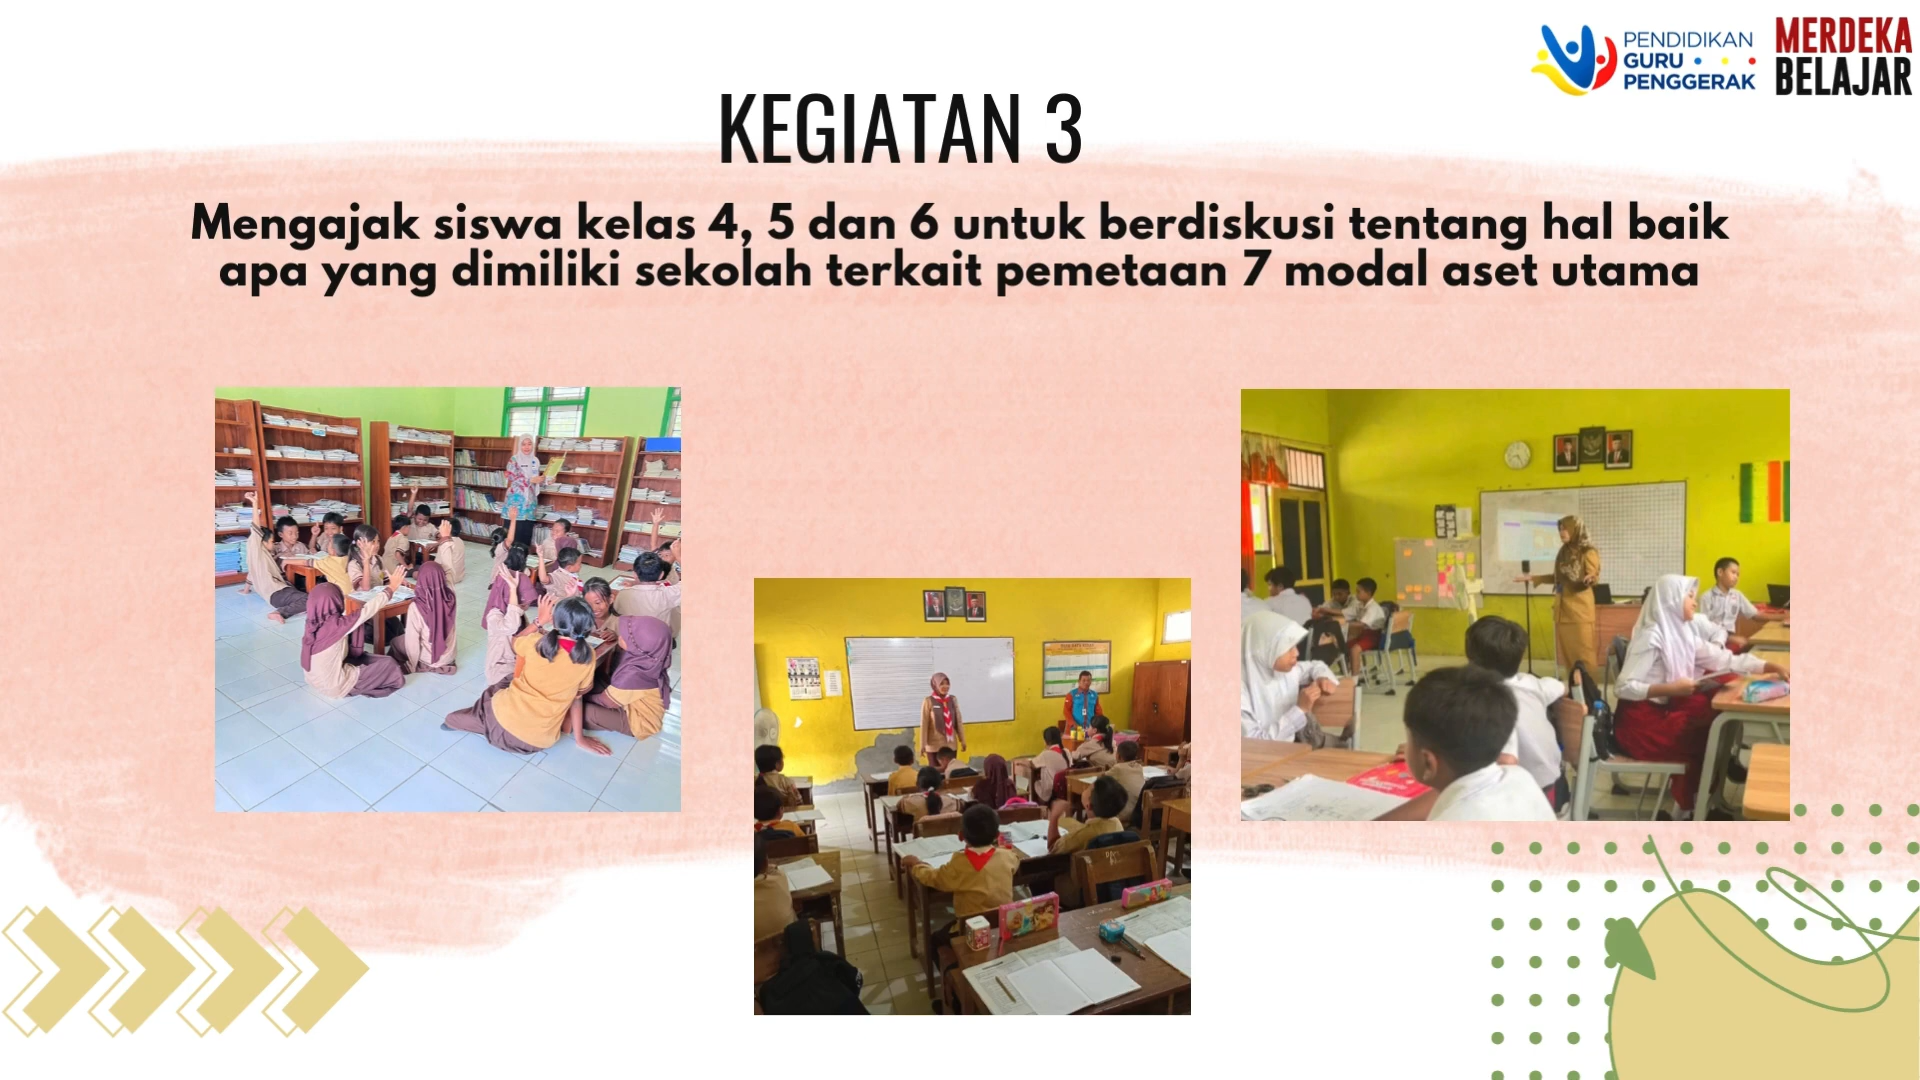 PENDIDIKAN
GURU
PENGGERAK
MERDEKA
BELAJAR
KEGIATAN 3
Mengajak siswa kelas 4, 5 dan 6 untuk berdiskusi tentang hal baik
apa yang dimiliki sekolah terkait pemetaan 7 modal aset utama